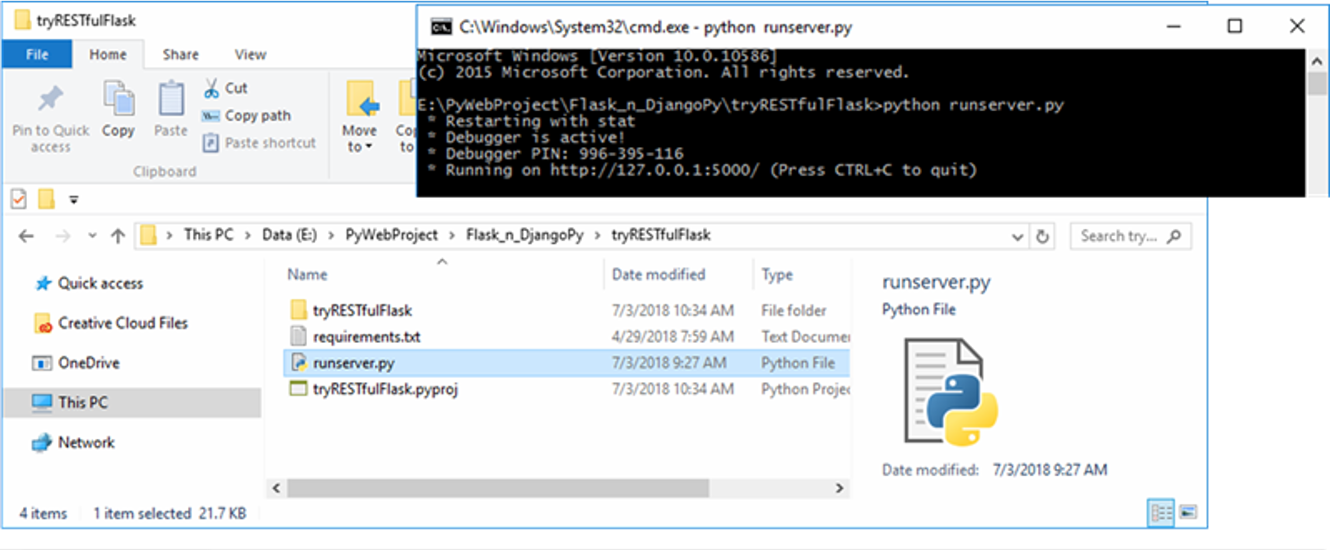 tryRESTfulFlask
File Home Share View
Pin to Quick access
Copy
Paste
Cut
Copy path
Paste shortcut
Clipboard
Move to
to
C:\Windows\System32\cmd.exe - python runserver.py
Microsoft Windows [Version 10.0.10586]
(c) 2015 Microsoft Corporation. All rights reserved.
E:\PyWebProject\Flask_n_DjangoPy\tryRESTfulFlask>python runserver.py
* Restarting with stat
* Debugger is active!
* Debugger PIN: 996-395-116
* Running on http://127.0.0.1:5000/ (Press CTRL+C to quit)
This PC > Data (E:) > PyWebProject > Flask_n_DjangoPy > tryRESTfulFlask
Search try...
Quick access
Creative Cloud Files
OneDrive
This PC
Network
Name Date modified Type
tryRESTfulFlask 7/3/2018 10:34 AM File folder
requirements.txt 4/29/2018 7:59 AM Text Documen
runserver.py 7/3/2018 9:27 AM Python File
tryRESTfulFlask.pyproj 7/3/2018 10:34 AM Python Projec
runserver.py
Python File
Date modified: 7/3/2018 9:27 AM
4 items 1 item selected 21.7 KB